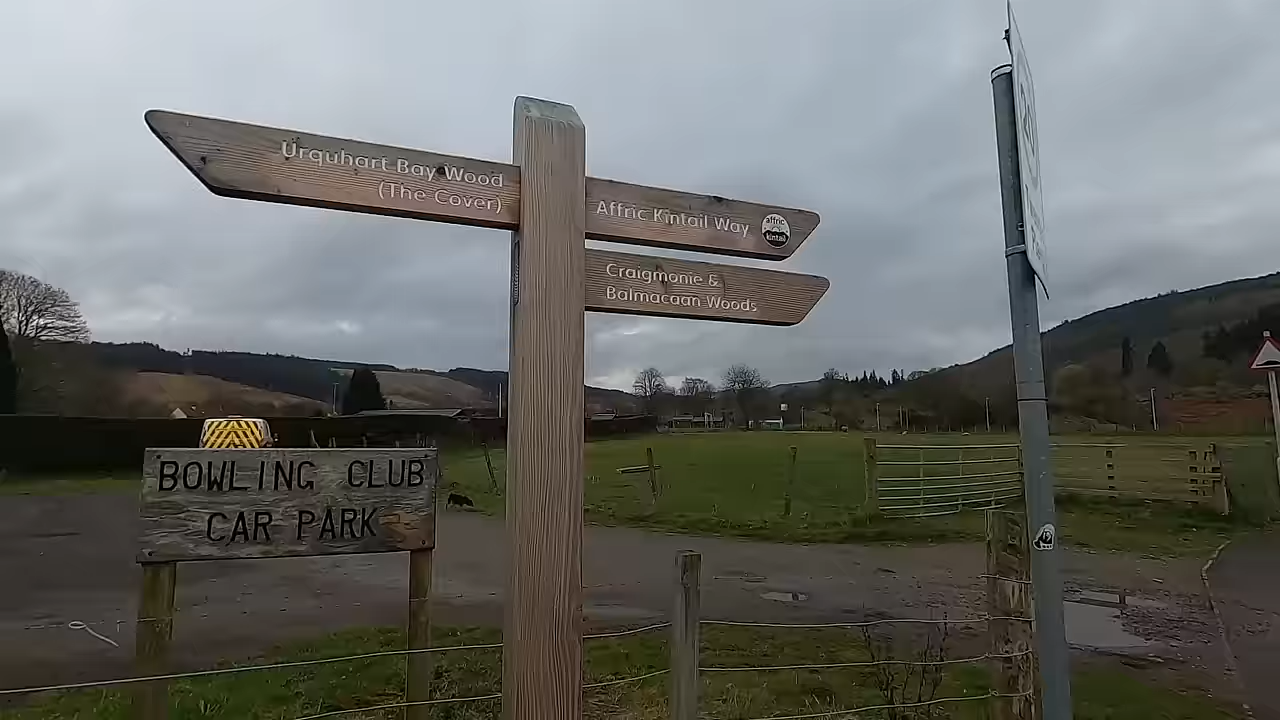 Urquhart Bay Wood
(The Cover)
Affric Kintail Way
affric
kintail
Craigmonie &
Balmacaan Woods
BOWLING CLUB
CAR PARK